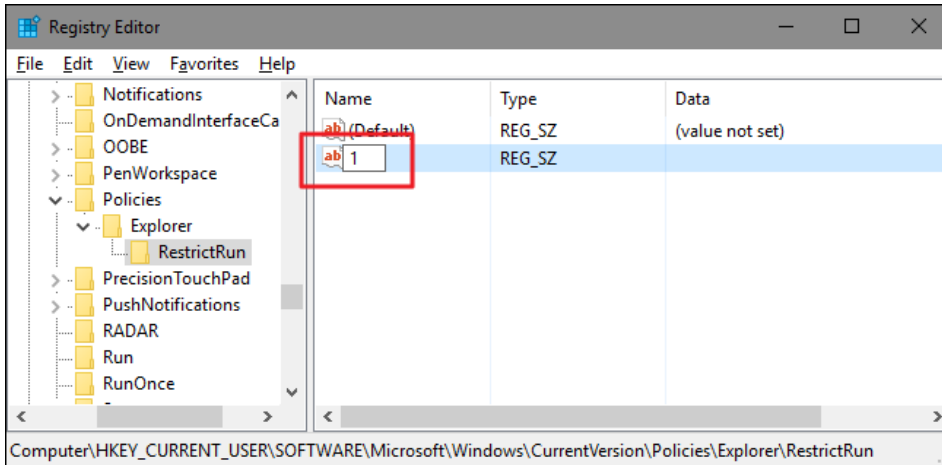 Registry Editor
File Edit View Favorites Help
Notifications
OnDemandInterfaceCa
OOBE
PenWorkspace
Policies
Explorer
RestrictRun
PrecisionTouchPad
PushNotifications
RADAR
Run
RunOnce
Name Type Data
ab (Default) REG_SZ (value not set)
ab 1 REG_SZ
Computer\HKEY_CURRENT_USER\SOFTWARE\Microsoft\Windows\CurrentVersion\Policies\Explorer\RestrictRun